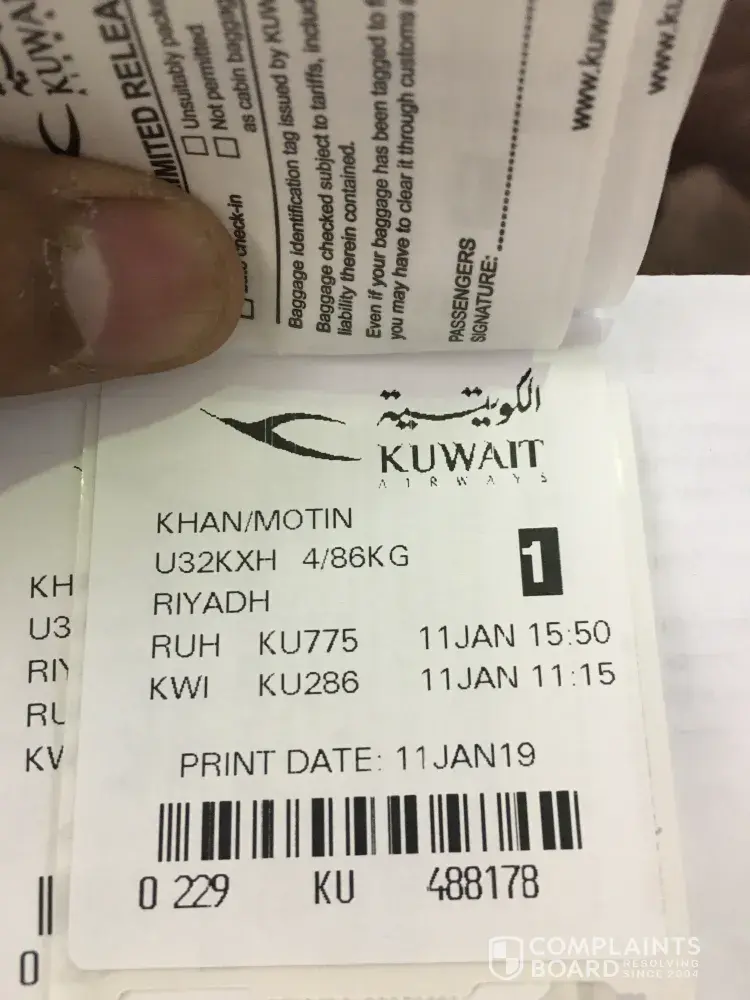 KUWA
KUW
MITED RELEA
Unsuitably packe
Not permitted
as cabin baggag
check-in
Baggage identification tag issued by KUW
Baggage checked subject to tariffs, includ
liability therein contained.
Even if your baggage has been tagged to f
you may have to clear it through customs a
PASSENGERS
SIGNATURE:
www.kuwa
www.ku
الكويتية
KUWAIT
AIRWAYS
KHAN/MOTIN
U32KXH 4/86KG
1
RIYADH
RUH KU775 11JAN 15:50
KWI KU286 11JAN 11:15
PRINT DATE: 11JAN19
0 229 KU 488178
KH
U3
RIY
RU
KV
0
COMPLAINTS
BOARD RESOLVING
SINCE 2004